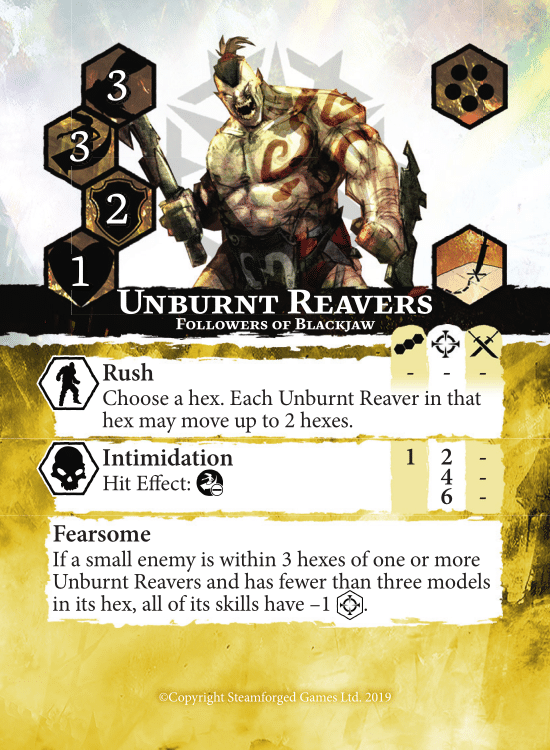 3
3
2
1
Unburnt Reavers
Followers of Blackjaw
- - -
Rush
Choose a hex. Each Unburnt Reaver in that
hex may move up to 2 hexes.
Intimidation 1 2 -
Hit Effect: 4 -
6 -
Fearsome
If a small enemy is within 3 hexes of one or more
Unburnt Reavers and has fewer than three models
in its hex, all of its skills have –1 .
©Copyright Steamforged Games Ltd. 2019